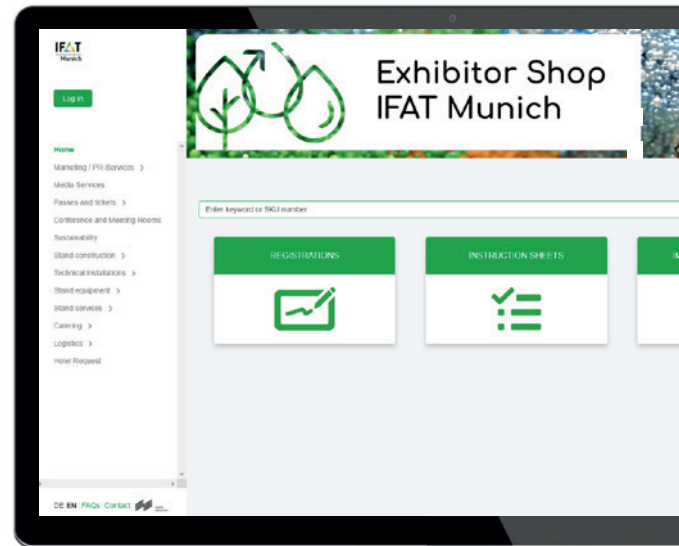 IFAT
Munich
Log in
Home
Marketing / PR-Services >
Media Services
Passes and tickets >
Conference and Meeting Rooms
Sustainability
Stand construction >
Technical installations >
Stand equipment >
Stand services >
Catering >
Logistics >
Hotel Request
DE EN FAQs Contact
Exhibitor Shop
IFAT Munich
Enter keyword or SKU number
REGISTRATIONS
INSTRUCTION SHEETS